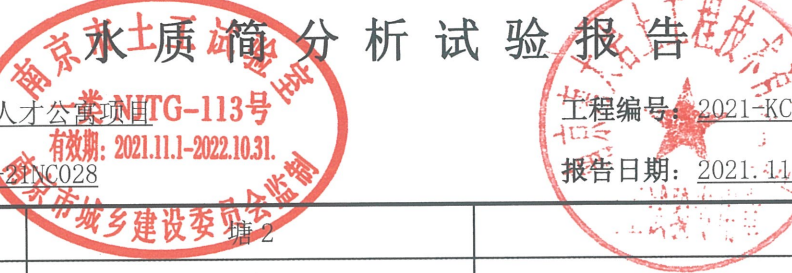 水质简分析试验报告
南京市土工试验室
一类 NJTG-113号
有效期: 2021.11.1-2022.10.31.
南京市城乡建设委员会监制
人才公寓项目
工程编号: 2021-KC
21NC028
报告日期: 2021.11
塘 2